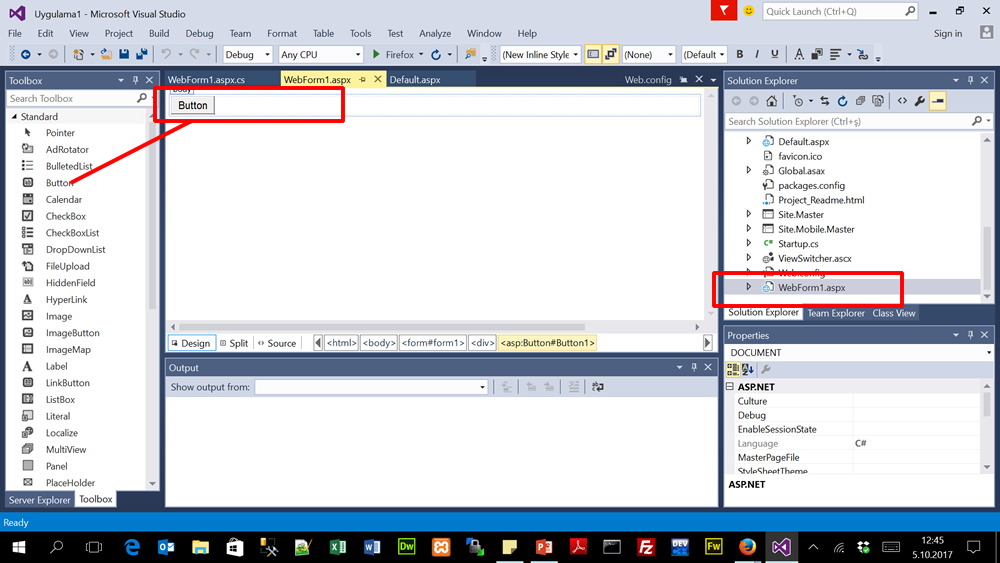 Uygulama1 - Microsoft Visual Studio
Quick Launch (Ctrl+Q)
File Edit View Project Build Debug Team Format Table Tools Test Analyze Window Help Sign in
Debug Any CPU Firefox (New Inline Style (None) (Default B I U A
Toolbox
Search Toolbox
Standard
Pointer
AdRotator
BulletedList
Button
Calendar
CheckBox
CheckBoxList
DropDownList
FileUpload
HiddenField
HyperLink
Image
ImageButton
ImageMap
Label
LinkButton
ListBox
Literal
Localize
MultiView
Panel
PlaceHolder
Server Explorer Toolbox
WebForm1.aspx.cs WebForm1.aspx Default.aspx Web.config
Body
Button
Design Split Source <html> <body> <form#form1> <div> <asp:Button#Button1>
Output
Show output from:
Solution Explorer
Search Solution Explorer (Ctrl+ş)
Default.aspx
favicon.ico
Global.asax
packages.config
Project_Readme.html
Site.Master
Site.Mobile.Master
Startup.cs
ViewSwitcher.ascx
Web.config
WebForm1.aspx
Solution Explorer Team Explorer Class View
Properties
DOCUMENT
ASP.NET
Culture
Debug
EnableSessionState
Language C#
MasterPageFile
StyleSheetTheme
ASP.NET
Ready
12:45
5.10.2017